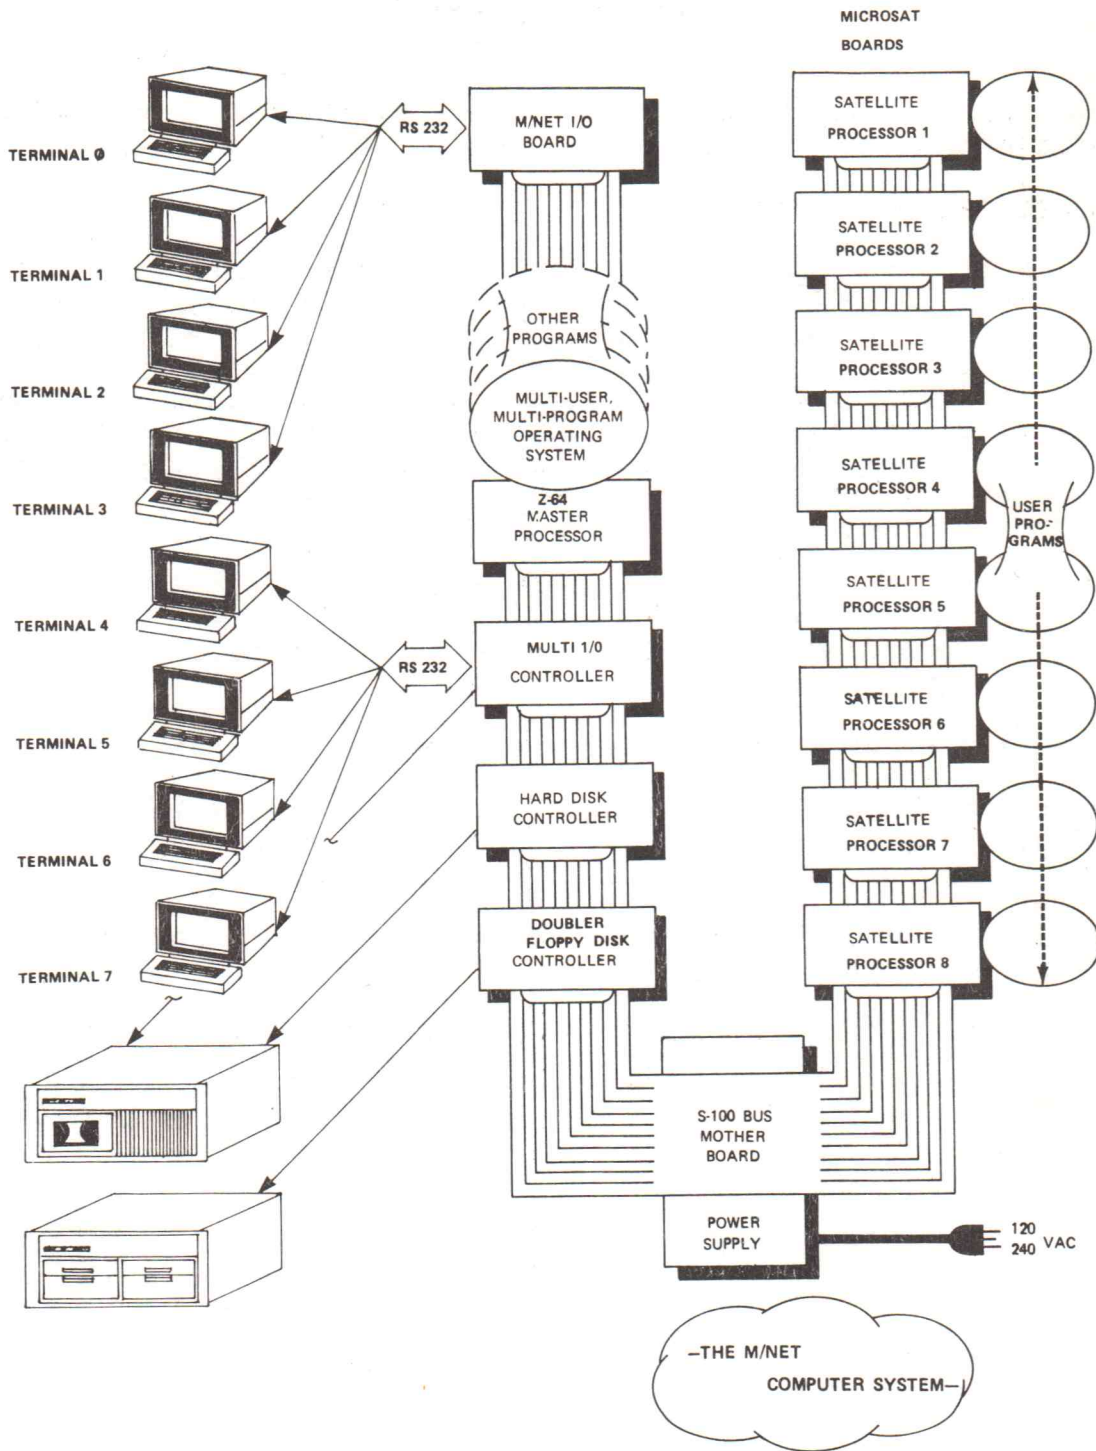 MICROSAT
BOARDS
TERMINAL Ø
TERMINAL 1
TERMINAL 2
TERMINAL 3
TERMINAL 4
TERMINAL 5
TERMINAL 6
TERMINAL 7
RS 232
RS 232
M/NET I/O
BOARD
OTHER
PROGRAMS
MULTI-USER,
MULTI-PROGRAM
OPERATING
SYSTEM
Z-64
MASTER
PROCESSOR
MULTI 1/0
CONTROLLER
HARD DISK
CONTROLLER
DOUBLER
FLOPPY DISK
CONTROLLER
SATELLITE
PROCESSOR 1
SATELLITE
PROCESSOR 2
SATELLITE
PROCESSOR 3
SATELLITE
PROCESSOR 4
SATELLITE
PROCESSOR 5
SATELLITE
PROCESSOR 6
SATELLITE
PROCESSOR 7
SATELLITE
PROCESSOR 8
USER
PRO-
GRAMS
S-100 BUS
MOTHER
BOARD
POWER
SUPPLY
120
240 VAC
—THE M/NET
COMPUTER SYSTEM—